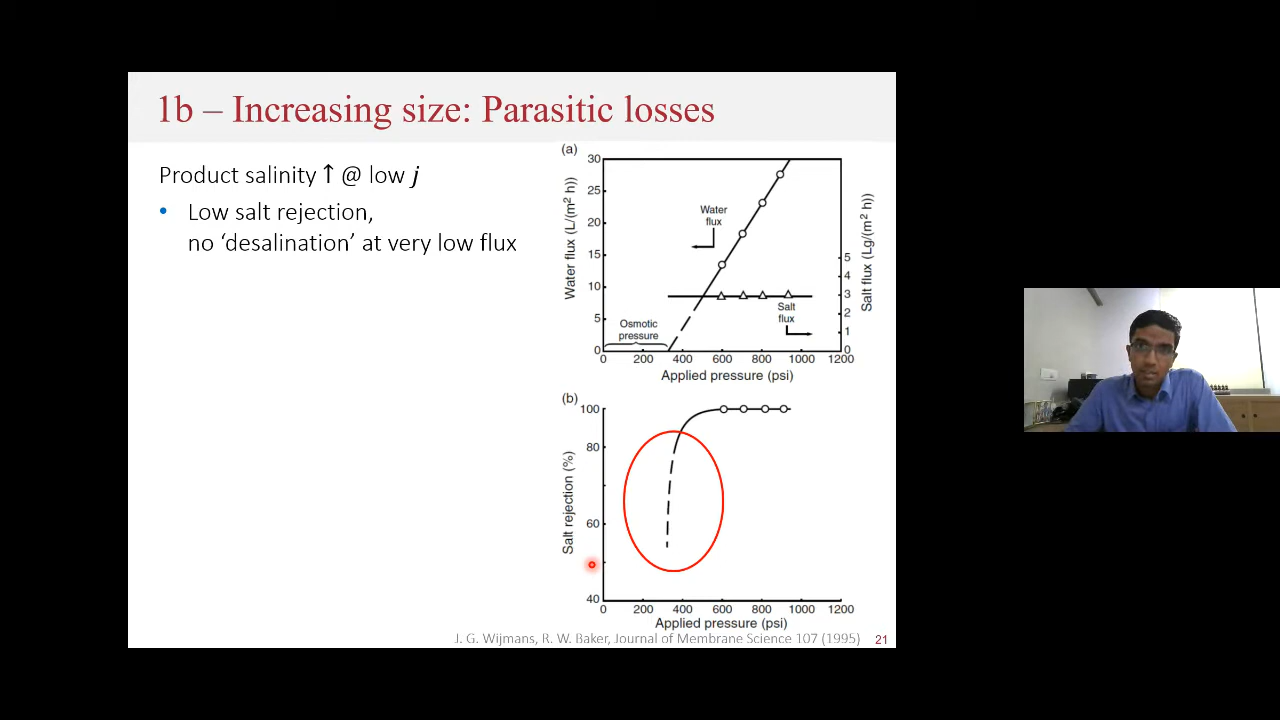 1b – Increasing size: Parasitic losses
Product salinity ↑ @ low j
• Low salt rejection,
no ‘desalination’ at very low flux
(a)
30
25
20
15
10
5
0
Water flux (L/(m² h))
Water
flux
Osmotic
pressure
Salt
flux
5
4
3
2
1
0
Salt flux (Lg/(m² h)
0 200 400 600 800 1000 1200
Applied pressure (psi)
(b)
100
80
60
40
Salt rejection (%)
0 200 400 600 800 1000 1200
Applied pressure (psi)
J. G. Wijmans, R. W. Baker, Journal of Membrane Science 107 (1995)
21